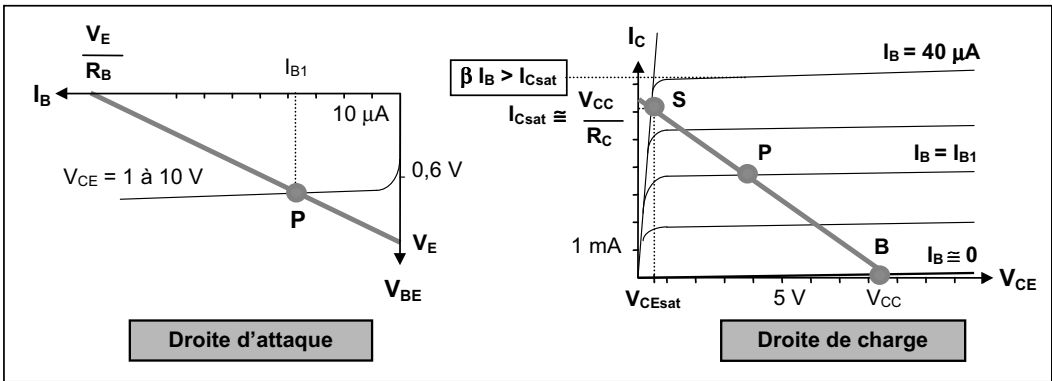 V_E
R_B
I_B1
I_B
10 µA
V_CE = 1 à 10 V
0,6 V
P
V_E
V_BE
Droite d'attaque
I_C
I_B = 40 µA
β I_B > I_Csat
I_Csat ≅ V_CC
R_C
S
P
I_B = I_B1
1 mA
B
I_B ≅ 0
V_CE
V_CEsat
5 V
V_CC
Droite de charge